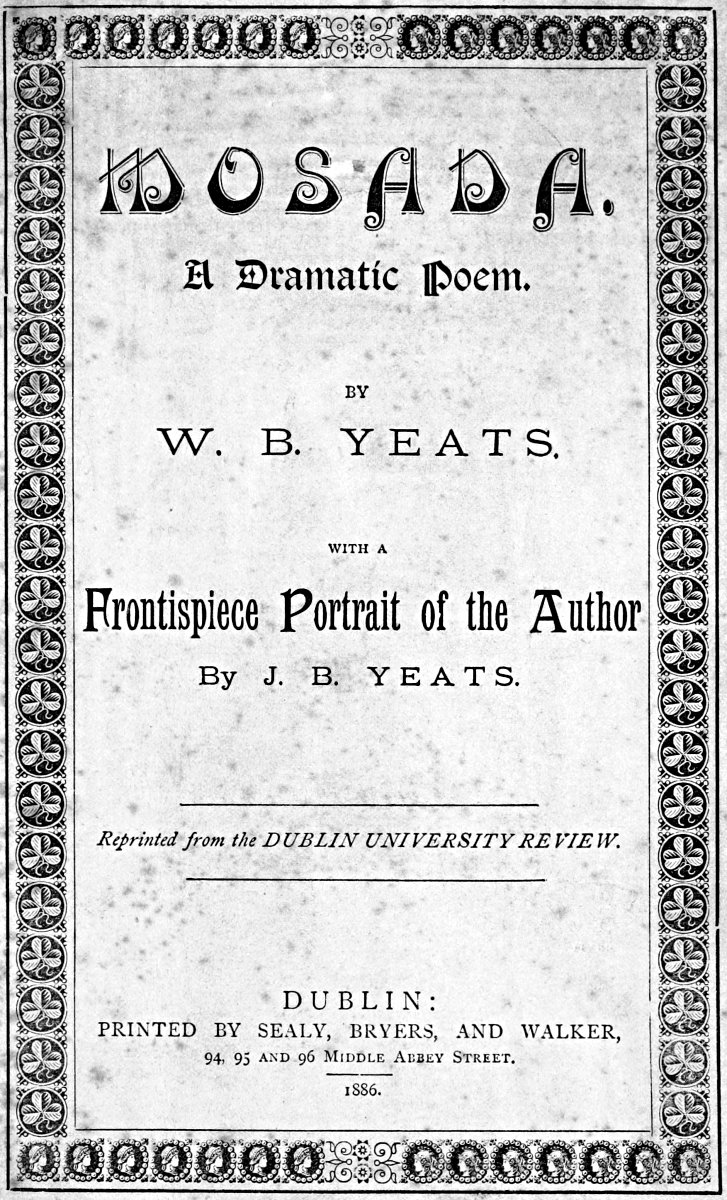 MOSADA.
A Dramatic Poem.
BY
W. B. YEATS.
WITH A
Frontispiece Portrait of the Author
By J. B. YEATS.
Reprinted from the DUBLIN UNIVERSITY REVIEW.
DUBLIN:
PRINTED BY SEALY, BRYERS, AND WALKER,
94, 95 AND 96 MIDDLE ABBEY STREET.
1886.